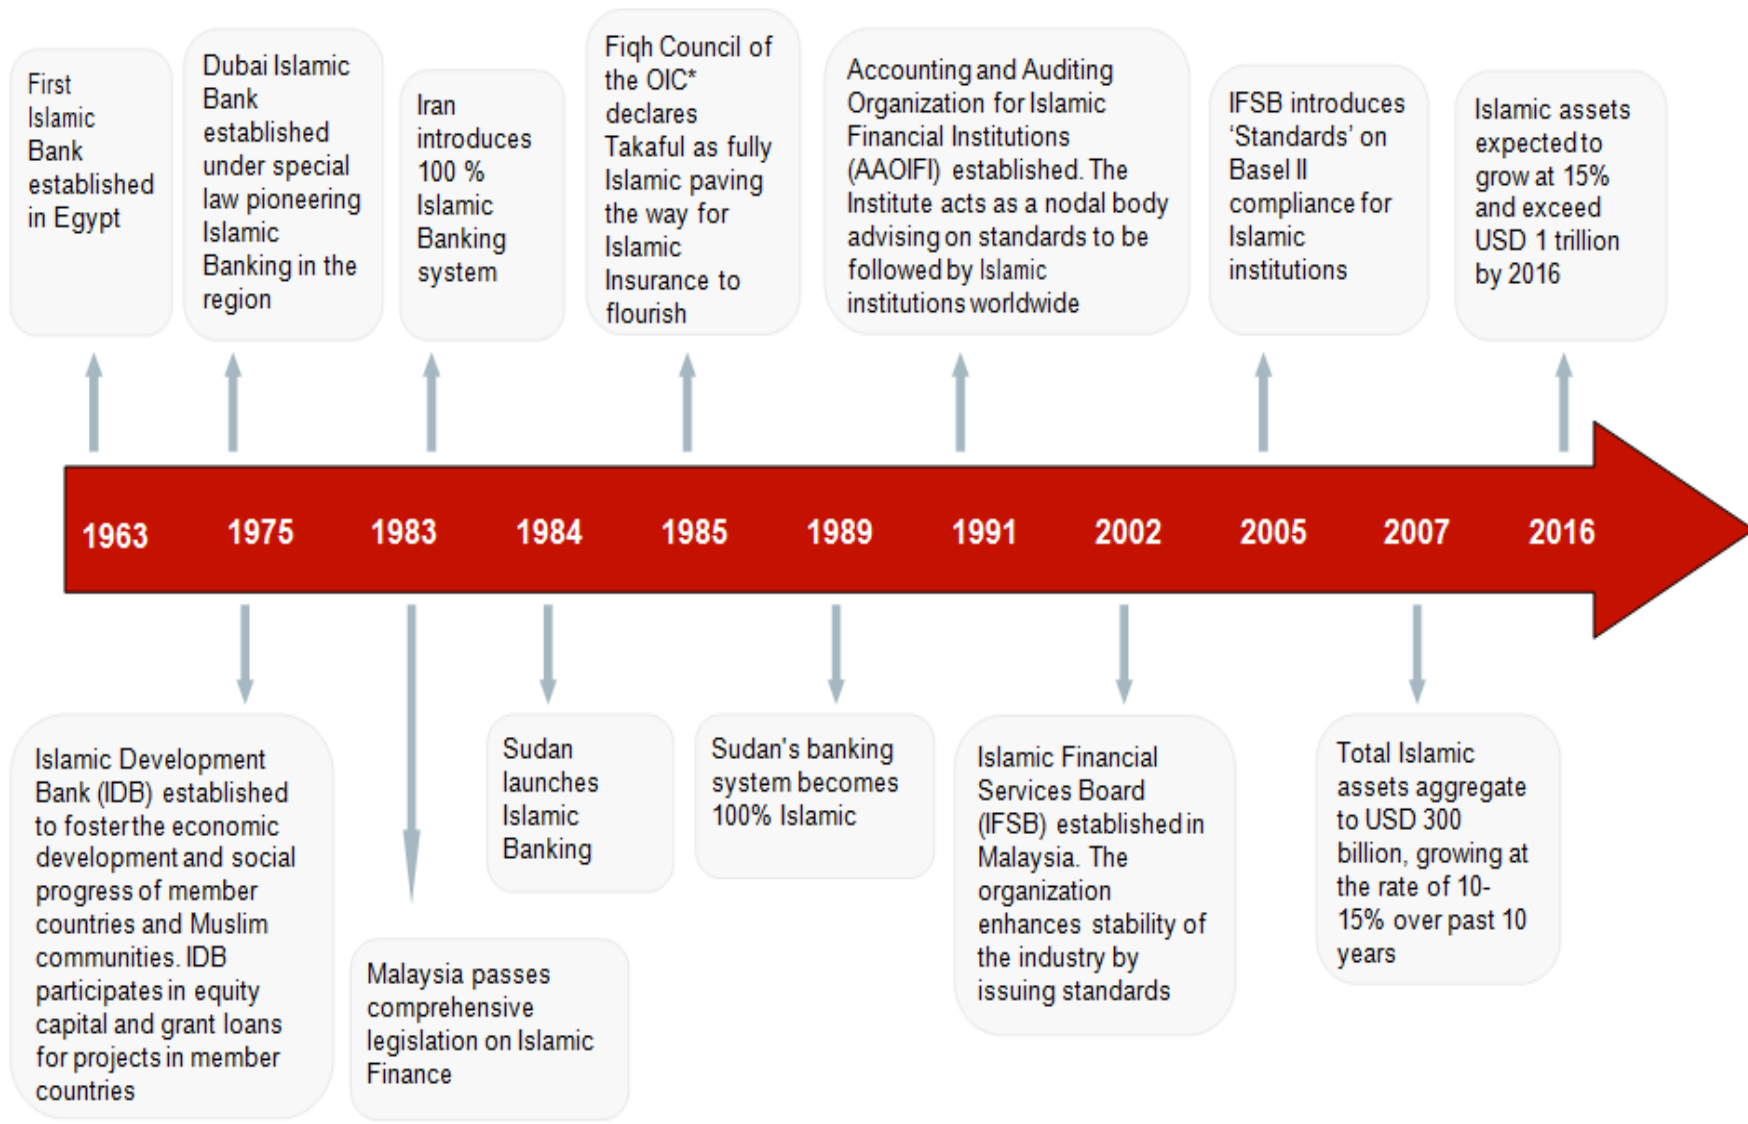 First
Islamic
Bank
established
in Egypt
Dubai Islamic
Bank
established
under special
law pioneering
Islamic
Banking in the
region
Iran
introduces
100 %
Islamic
Banking
system
Fiqh Council of
the OIC*
declares
Takaful as fully
Islamic paving
the way for
Islamic
Insurance to
flourish
Accounting and Auditing
Organization for Islamic
Financial Institutions
(AAOIFI) established. The
Institute acts as a nodal body
advising on standards to be
followed by Islamic
institutions worldwide
IFSB introduces
‘Standards’ on
Basel II
compliance for
Islamic
institutions
Islamic assets
expected to
grow at 15%
and exceed
USD 1 trillion
by 2016
1963 1975 1983 1984 1985 1989 1991 2002 2005 2007 2016
Islamic Development
Bank (IDB) established
to foster the economic
development and social
progress of member
countries and Muslim
communities. IDB
participates in equity
capital and grant loans
for projects in member
countries
Malaysia passes
comprehensive
legislation on Islamic
Finance
Sudan
launches
Islamic
Banking
Sudan's banking
system becomes
100% Islamic
Islamic Financial
Services Board
(IFSB) established in
Malaysia. The
organization
enhances stability of
the industry by
issuing standards
Total Islamic
assets aggregate
to USD 300
billion, growing at
the rate of 10-
15% over past 10
years